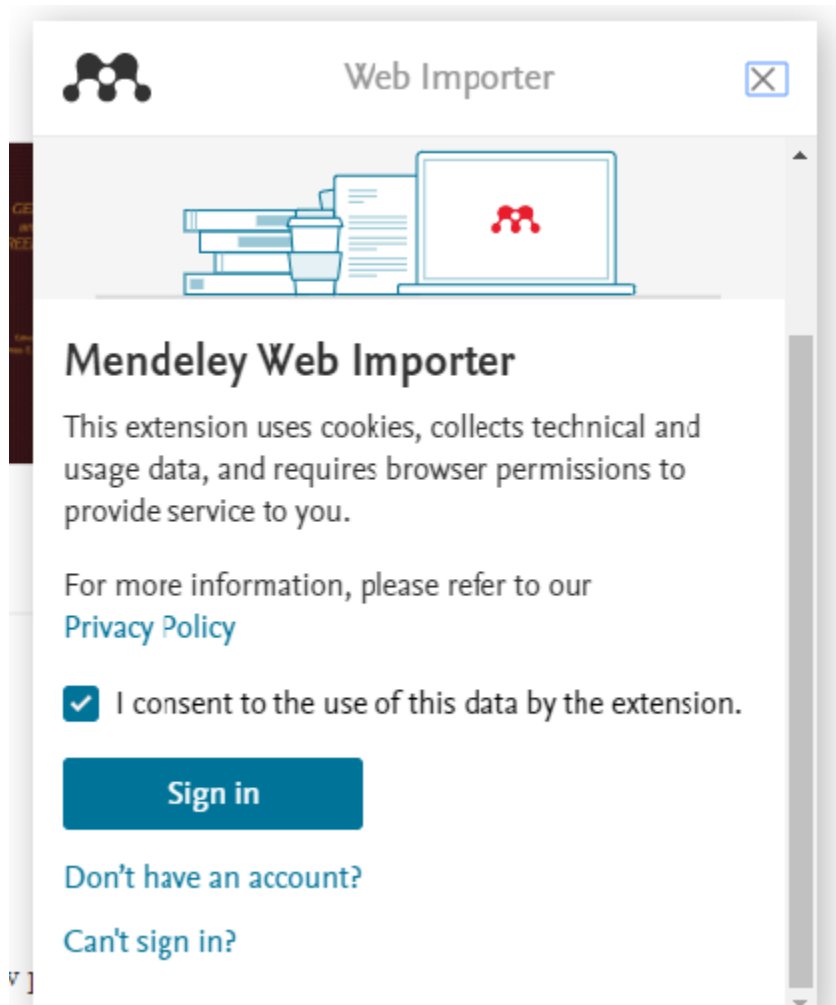 Web Importer
Mendeley Web Importer
This extension uses cookies, collects technical and
usage data, and requires browser permissions to
provide service to you.
For more information, please refer to our
Privacy Policy
I consent to the use of this data by the extension.
Sign in
Don't have an account?
Can't sign in?